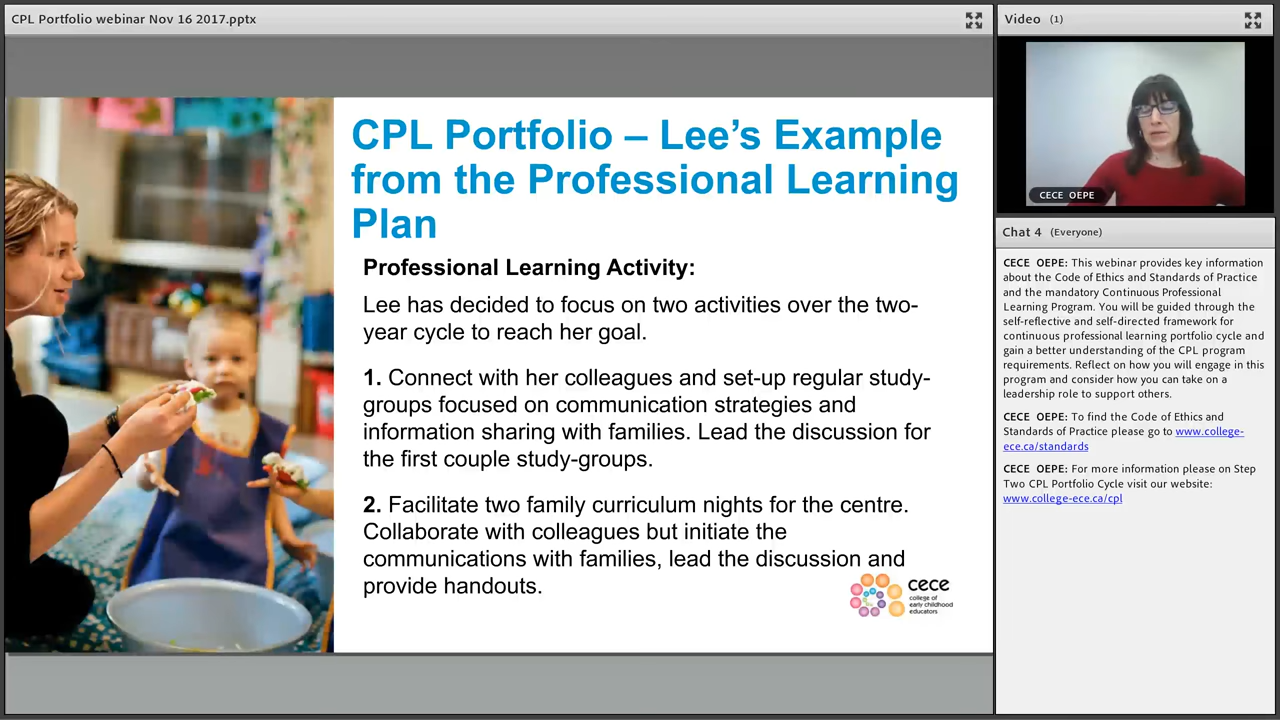 CPL Portfolio webinar Nov 16 2017.pptx
CPL Portfolio – Lee’s Example
from the Professional Learning
Plan
Professional Learning Activity:
Lee has decided to focus on two activities over the two-
year cycle to reach her goal.
1. Connect with her colleagues and set-up regular study-
groups focused on communication strategies and
information sharing with families. Lead the discussion for
the first couple study-groups.
2. Facilitate two family curriculum nights for the centre.
Collaborate with colleagues but initiate the
communications with families, lead the discussion and
provide handouts.
cece
college of
early childhood
educators
Video (1)
CECE OEPE
Chat 4 (Everyone)
CECE OEPE: This webinar provides key information
about the Code of Ethics and Standards of Practice
and the mandatory Continuous Professional
Learning Program. You will be guided through the
self-reflective and self-directed framework for
continuous professional learning portfolio cycle and
gain a better understanding of the CPL program
requirements. Reflect on how you will engage in this
program and consider how you can take on a
leadership role to support others.
CECE OEPE: To find the Code of Ethics and
Standards of Practice please go to www.college-
ece.ca/standards
CECE OEPE: For more information please on Step
Two CPL Portfolio Cycle visit our website:
www.college-ece.ca/cpl